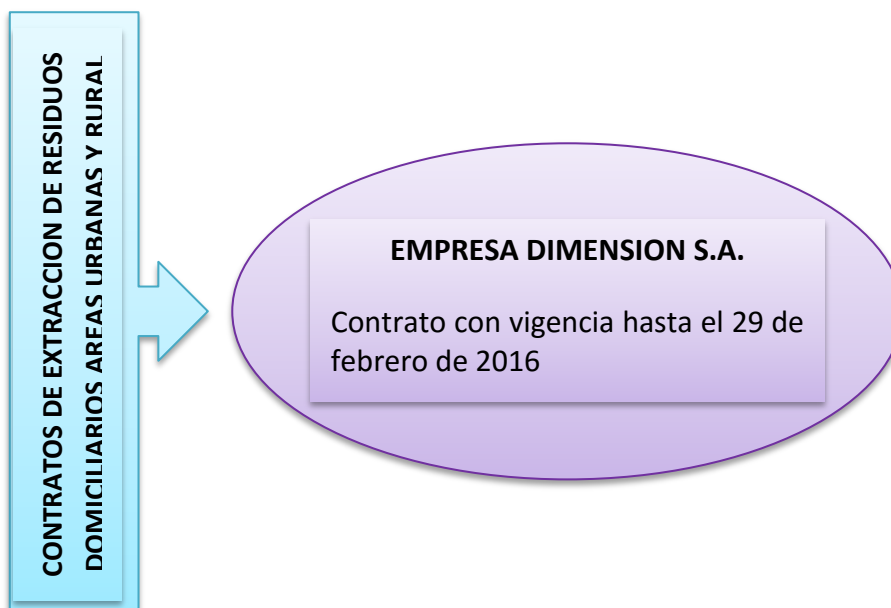 CONTRATOS DE EXTRACCION DE RESIDUOS
DOMICILIARIOS AREAS URBANAS Y RURAL
EMPRESA DIMENSION S.A.
Contrato con vigencia hasta el 29 de
febrero de 2016